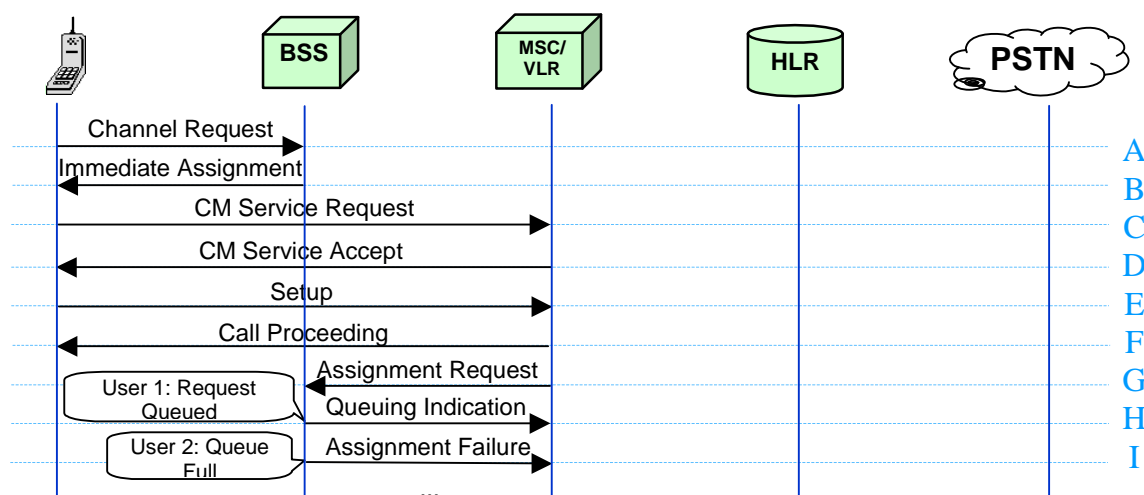 BSS
MSC/
VLR
HLR
PSTN
Channel Request
A
Immediate Assignment
B
CM Service Request
C
CM Service Accept
D
Setup
E
Call Proceeding
F
Assignment Request
G
User 1: Request
Queued
Queuing Indication
H
User 2: Queue
Full
Assignment Failure
I